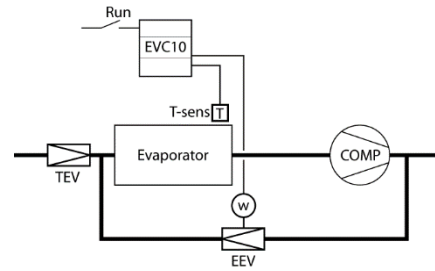 Run
EVC10
T-sens T
Evaporator
COMP
TEV
w
EEV